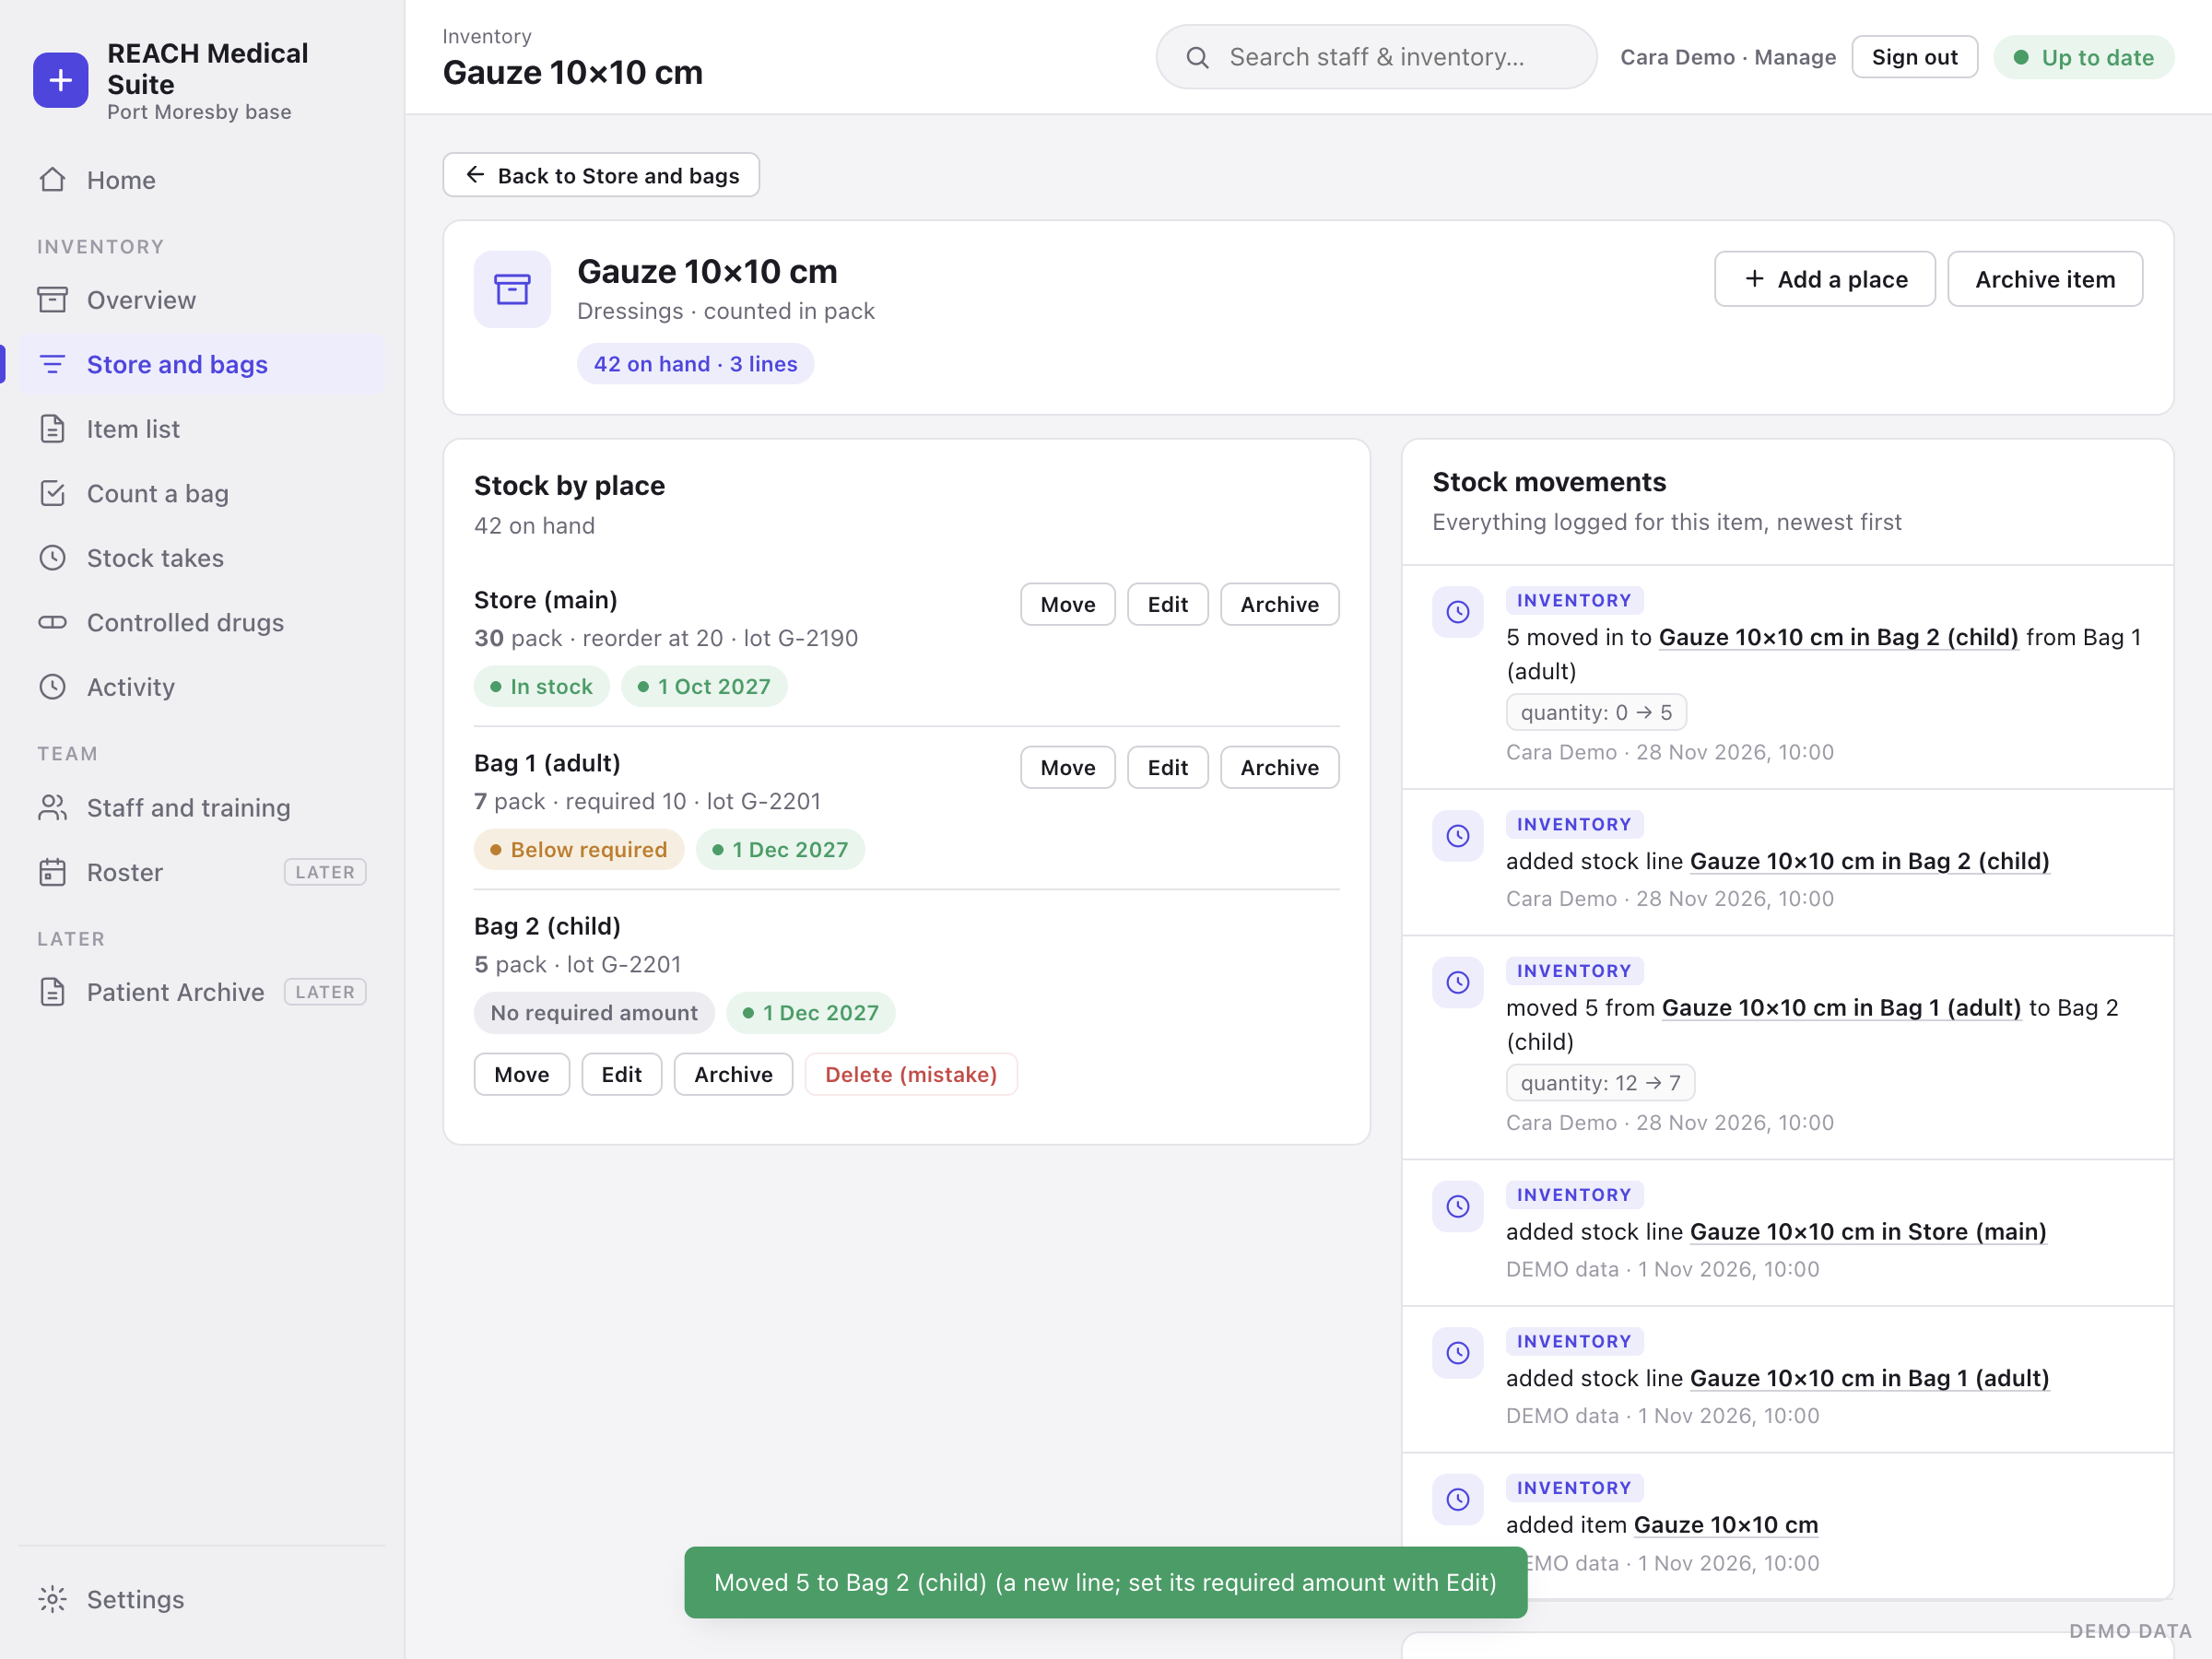 REACH Medical
Suite
Port Moresby base
Home
INVENTORY
Overview
Store and bags
Item list
Count a bag
Stock takes
Controlled drugs
Activity
TEAM
Staff and training
Roster LATER
LATER
Patient Archive LATER
Settings
Inventory
Gauze 10×10 cm
Search staff & inventory...
Cara Demo · Manage
Sign out
Up to date
← Back to Store and bags
Gauze 10×10 cm
Dressings · counted in pack
42 on hand · 3 lines
+ Add a place
Archive item
Stock by place
42 on hand
Store (main)
30 pack · reorder at 20 · lot G-2190
In stock 1 Oct 2027
Move Edit Archive
Bag 1 (adult)
7 pack · required 10 · lot G-2201
Below required 1 Dec 2027
Move Edit Archive
Bag 2 (child)
5 pack · lot G-2201
No required amount 1 Dec 2027
Move Edit Archive Delete (mistake)
Stock movements
Everything logged for this item, newest first
INVENTORY
5 moved in to Gauze 10×10 cm in Bag 2 (child) from Bag 1
(adult)
quantity: 0 → 5
Cara Demo · 28 Nov 2026, 10:00
INVENTORY
added stock line Gauze 10×10 cm in Bag 2 (child)
Cara Demo · 28 Nov 2026, 10:00
INVENTORY
moved 5 from Gauze 10×10 cm in Bag 1 (adult) to Bag 2
(child)
quantity: 12 → 7
Cara Demo · 28 Nov 2026, 10:00
INVENTORY
added stock line Gauze 10×10 cm in Store (main)
DEMO data · 1 Nov 2026, 10:00
INVENTORY
added stock line Gauze 10×10 cm in Bag 1 (adult)
DEMO data · 1 Nov 2026, 10:00
INVENTORY
added item Gauze 10×10 cm
data · 1 Nov 2026, 10:00
Moved 5 to Bag 2 (child) (a new line; set its required amount with Edit)
DEMO DATA